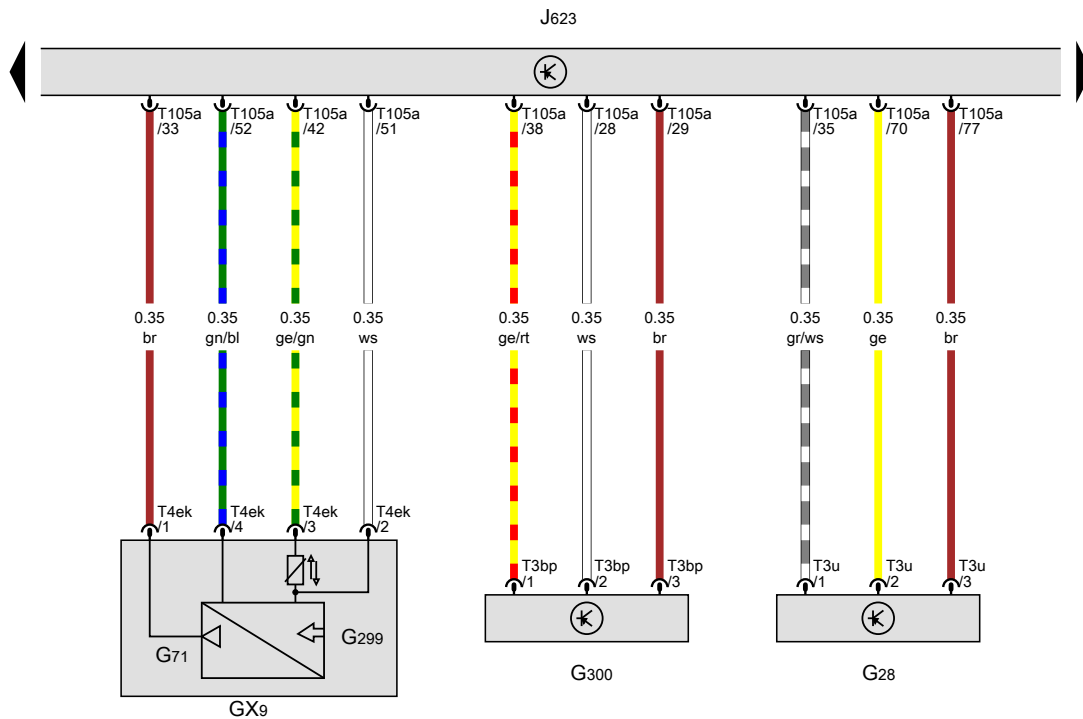 J623
T105a T105a T105a T105a T105a T105a T105a T105a T105a T105a
/33 /52 /42 /51 /38 /28 /29 /35 /70 /77
0.35 0.35 0.35 0.35 0.35 0.35 0.35 0.35 0.35 0.35
br gn/bl ge/gn ws ge/rt ws br gr/ws ge br
T4ek T4ek T4ek T4ek
/1 /4 /3 /2
T3bp T3bp T3bp T3u T3u T3u
/1 /2 /3 /1 /2 /3
G71 G299
G300 G28
GX9